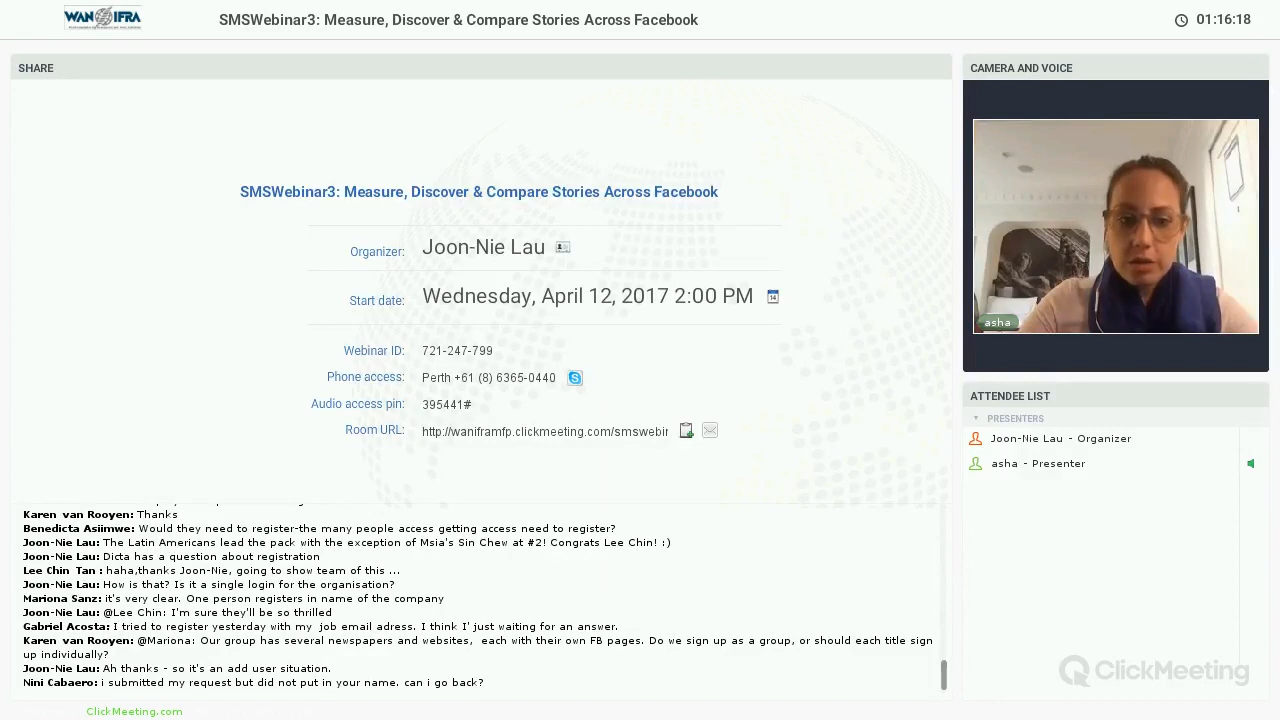 WAN IFRA
SMSWebinar3: Measure, Discover & Compare Stories Across Facebook
01:16:18
SHARE
SMSWebinar3: Measure, Discover & Compare Stories Across Facebook
Organizer: Joon-Nie Lau
Start date: Wednesday, April 12, 2017 2:00 PM
14
Webinar ID: 721-247-799
Phone access: Perth +61 (8) 6365-0440
Audio access pin: 395441#
Room URL: http://waniframfp.clickmeeting.com/smswebir
Karen van Rooyen: Thanks
Benedicta Asiimwe: Would they need to register-the many people access getting access need to register?
Joon-Nie Lau: The Latin Americans lead the pack with the exception of Msia's Sin Chew at #2! Congrats Lee Chin! :)
Joon-Nie Lau: Dicta has a question about registration
Lee Chin Tan : haha,thanks Joon-Nie, going to show team of this ...
Joon-Nie Lau: How is that? Is it a single login for the organisation?
Mariona Sanz: it's very clear. One person registers in name of the company
Joon-Nie Lau: @Lee Chin: I'm sure they'll be so thrilled
Gabriel Acosta: I tried to register yesterday with my  job email adress. I think I' just waiting for an answer.
Karen van Rooyen: @Mariona: Our group has several newspapers and websites,  each with their own FB pages. Do we sign up as a group, or should each title sign
up individually?
Joon-Nie Lau: Ah thanks - so it's an add user situation.
Nini Cabaero: i submitted my request but did not put in your name. can i go back?
ClickMeeting.com
CAMERA AND VOICE
asha
ATTENDEE LIST
PRESENTERS
Joon-Nie Lau - Organizer
asha - Presenter
ClickMeeting